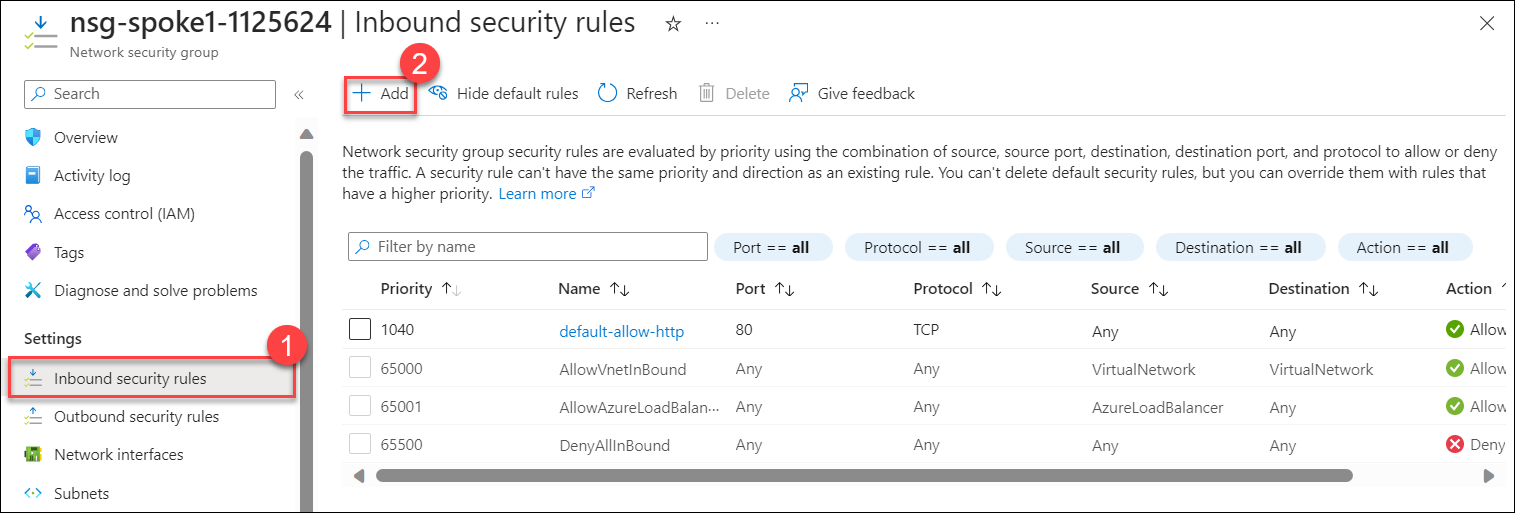 nsg-spoke1-1125624 | Inbound security rules ☆ ···
Network security group
2
Search «
+ Add Hide default rules Refresh Delete Give feedback
Overview
Activity log
Access control (IAM)
Tags
Diagnose and solve problems
Settings
1
Inbound security rules
Outbound security rules
Network interfaces
Subnets
Network security group security rules are evaluated by priority using the combination of source, source port, destination, destination port, and protocol to allow or deny
the traffic. A security rule can't have the same priority and direction as an existing rule. You can't delete default security rules, but you can override them with rules that
have a higher priority. Learn more
Filter by name Port == all Protocol == all Source == all Destination == all Action == all
Priority ↑↓ Name ↑↓ Port ↑↓ Protocol ↑↓ Source ↑↓ Destination ↑↓ Action ↑
1040 default-allow-http 80 TCP Any Any Allow
65000 AllowVnetInBound Any Any VirtualNetwork VirtualNetwork Allow
65001 AllowAzureLoadBalan··· Any Any AzureLoadBalancer Any Allow
65500 DenyAllInBound Any Any Any Any Deny